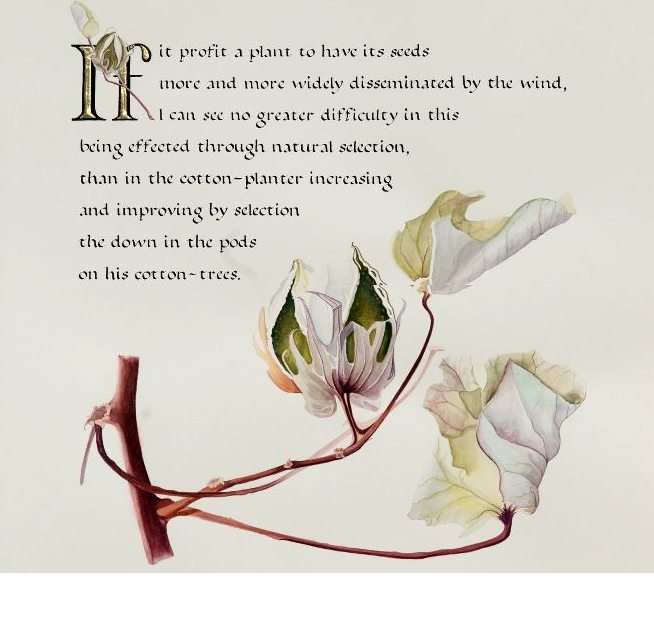 If it profit a plant to have its seeds
more and more widely disseminated by the wind,
I can see no greater difficulty in this
being effected through natural selection,
than in the cotton-planter increasing
and improving by selection
the down in the pods
on his cotton-trees.